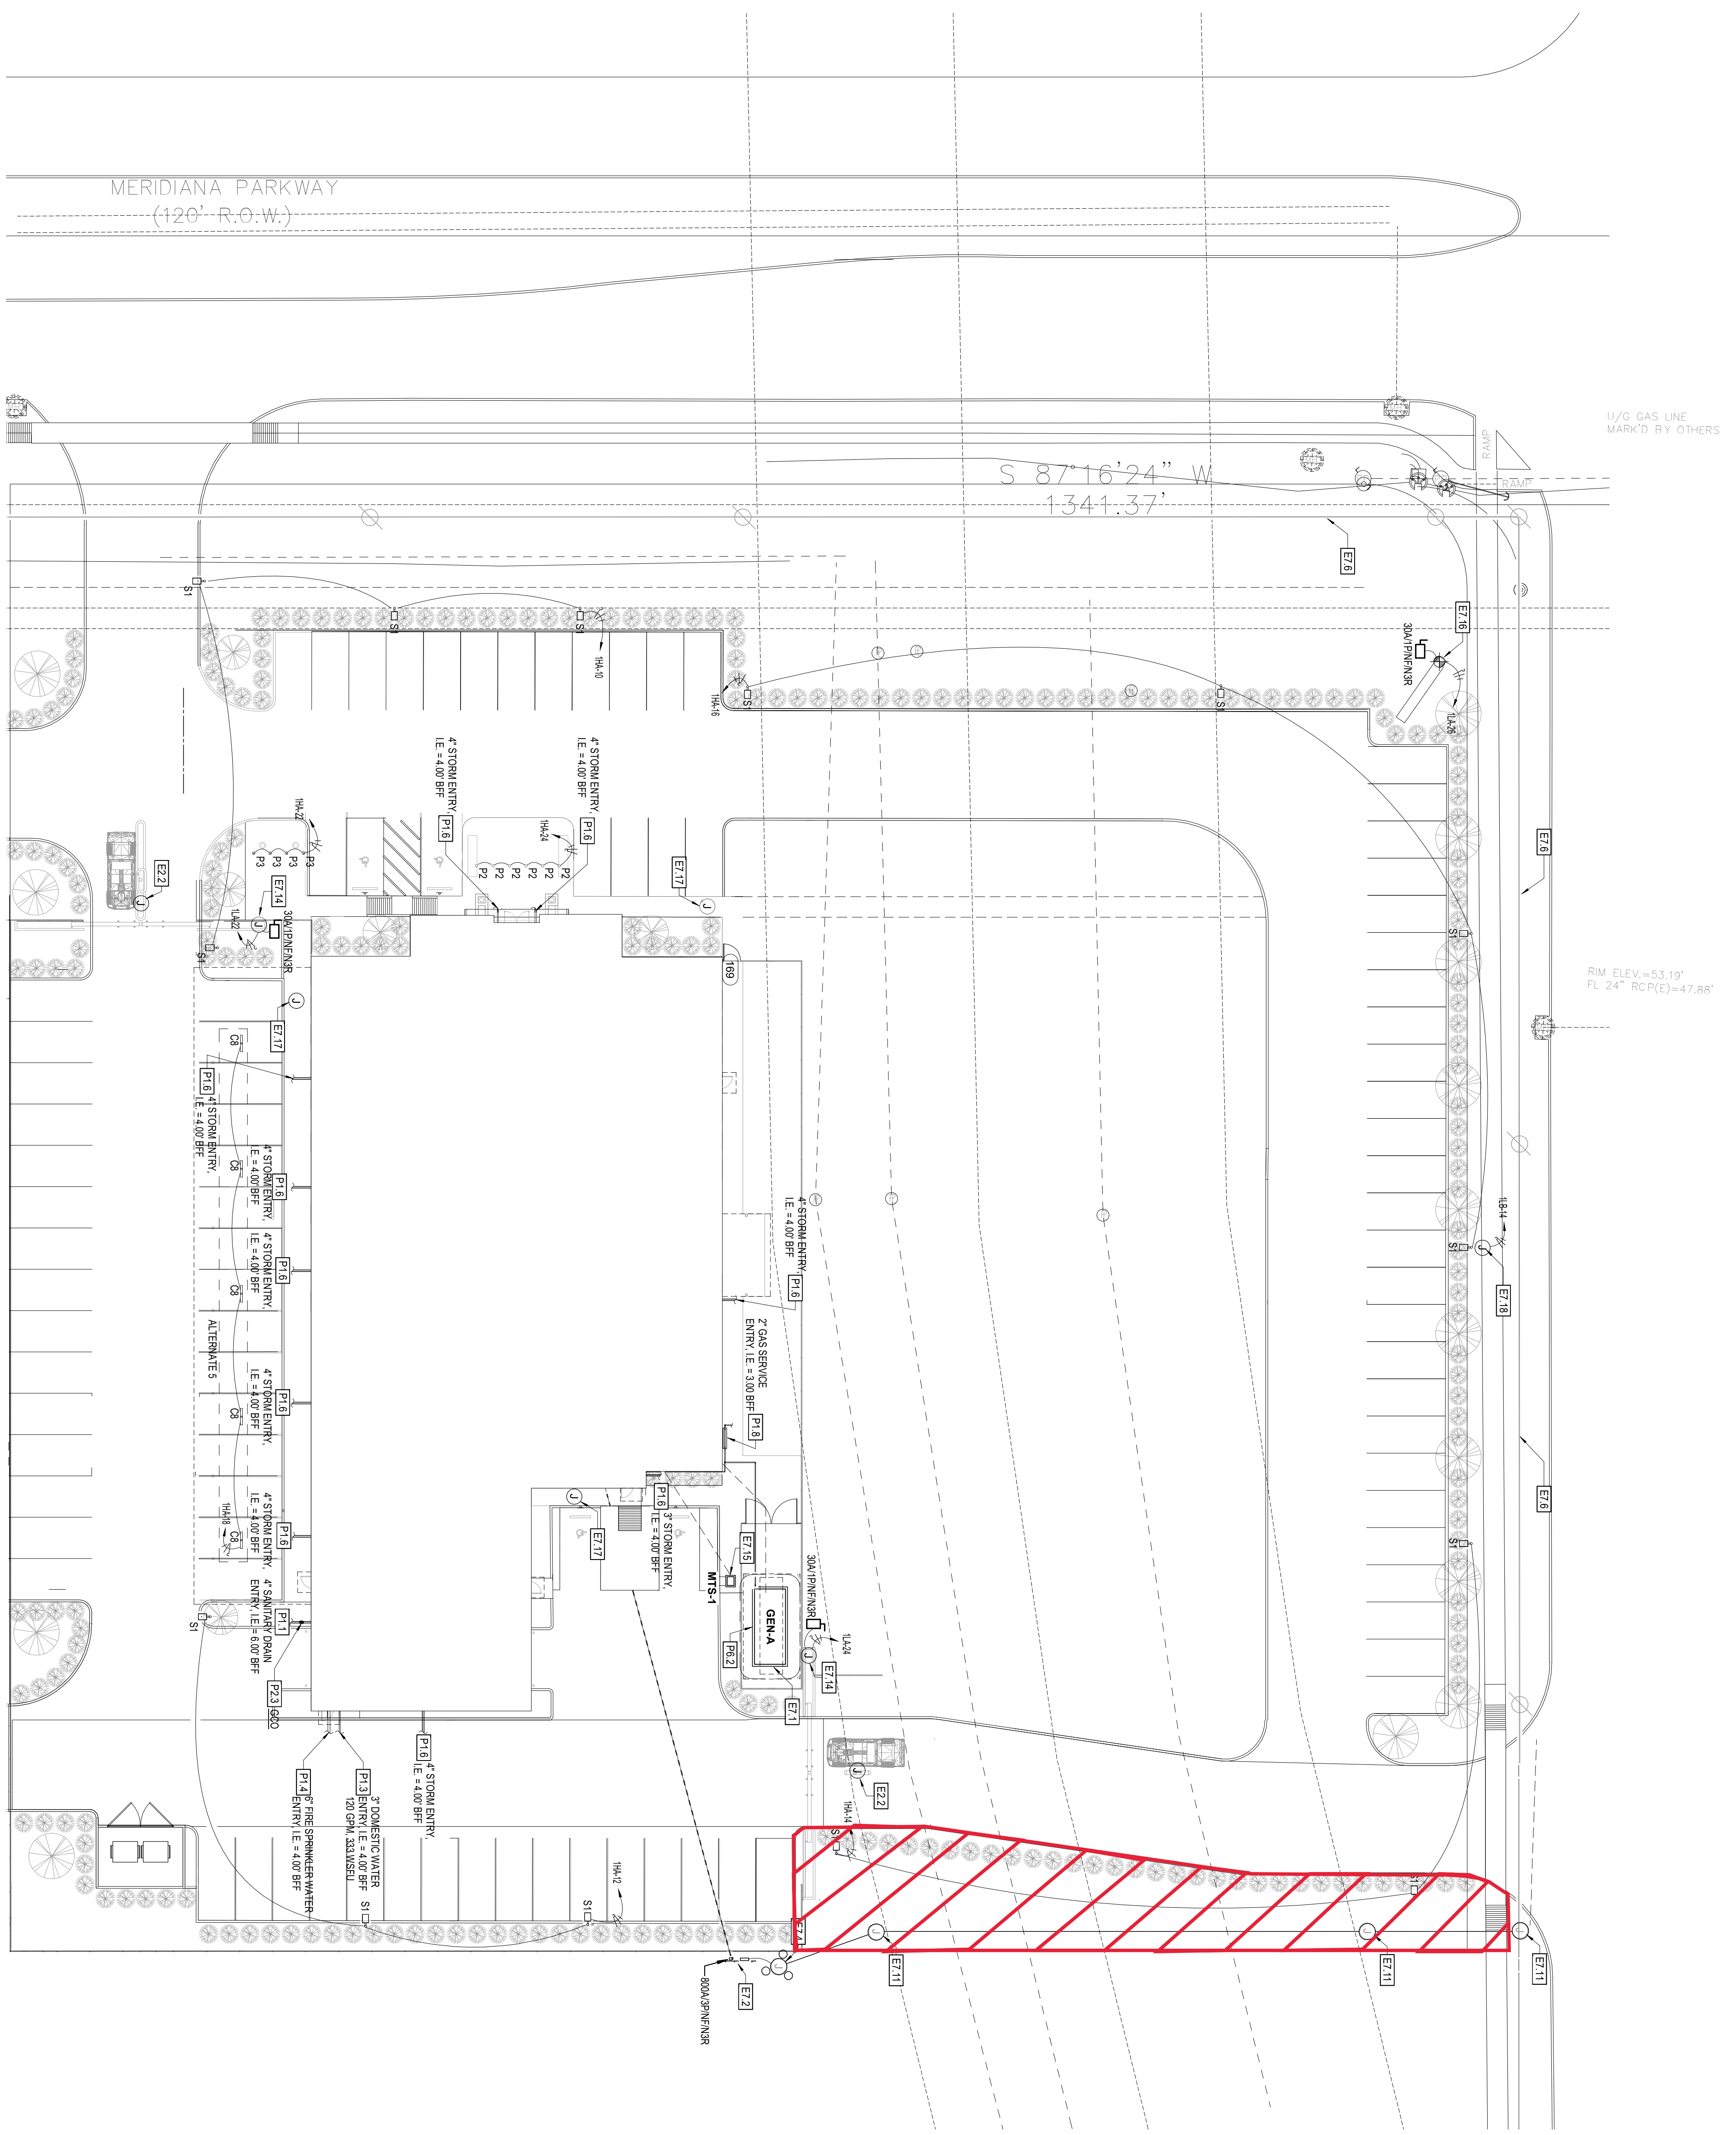 MERIDIANA PARKWAY
(120' R.O.W.)
U/G GAS LINE
MARK'D BY OTHERS
RAMP
RAMP
S 87°16'24" W
1341.37'
E7.6
S1
S1
S1
1HA-10
E7.16
30A/1P/NF/N3R
1LA-26
1HA-16
S1
S1
4" STORM ENTRY,
I.E. = 4.00' BFF
P1.6
4" STORM ENTRY,
I.E. = 4.00' BFF
P1.6
1HA-22
P3
P3
P3
P3
1HA-24
P2
P2
P2
P2
P2
P2
E7.17
E7.6
E2.2
E7.14
30A/1P/NF/N3R
1LA-22
S1
S1
169
RIM ELEV.=53.19'
FL 24" RCP(E)=47.88'
E7.17
C8
P1.6
4" STORM ENTRY,
I.E. = 4.00' BFF
4" STORM ENTRY,
I.E. = 4.00' BFF
P1.6
C8
4" STORM ENTRY,
I.E. = 4.00' BFF
P1.6
C8
4" STORM ENTRY,
I.E. = 4.00' BFF
P1.6
1LB-14
S1
J
E7.18
2" GAS SERVICE
ENTRY, I.E. = 3.00 BFF
P1.8
ALTERNATE 5
4" STORM ENTRY,
I.E. = 4.00' BFF
P1.6
C8
E7.6
4" STORM ENTRY,
I.E. = 4.00' BFF
P1.6
C8
1HA-18
J
E7.17
P1.6
3" STORM ENTRY,
I.E. = 4.00' BFF
E7.15
MTS-1
GEN-A
P6.2
E7.1
30A/1P/NF/N3R
1LA-24
J
E7.14
S1
S1
4" SANITARY DRAIN
ENTRY, I.E. = 6.00' BFF
P1.1
P2.3
GCO
P1.6
4" STORM ENTRY,
I.E. = 4.00' BFF
P1.3
3" DOMESTIC WATER
ENTRY, I.E. = 4.00' BFF
120 GPM, 333 WSFU
P1.4
6" FIRE SPRINKLER WATER
ENTRY, I.E. = 4.00' BFF
J
E2.2
1HA-14
S1
S1
1HA-12
S1
S1
E7.4
J
J
J
J
E7.11
E7.11
E7.11
E7.2
800A/3P/NF/N3R